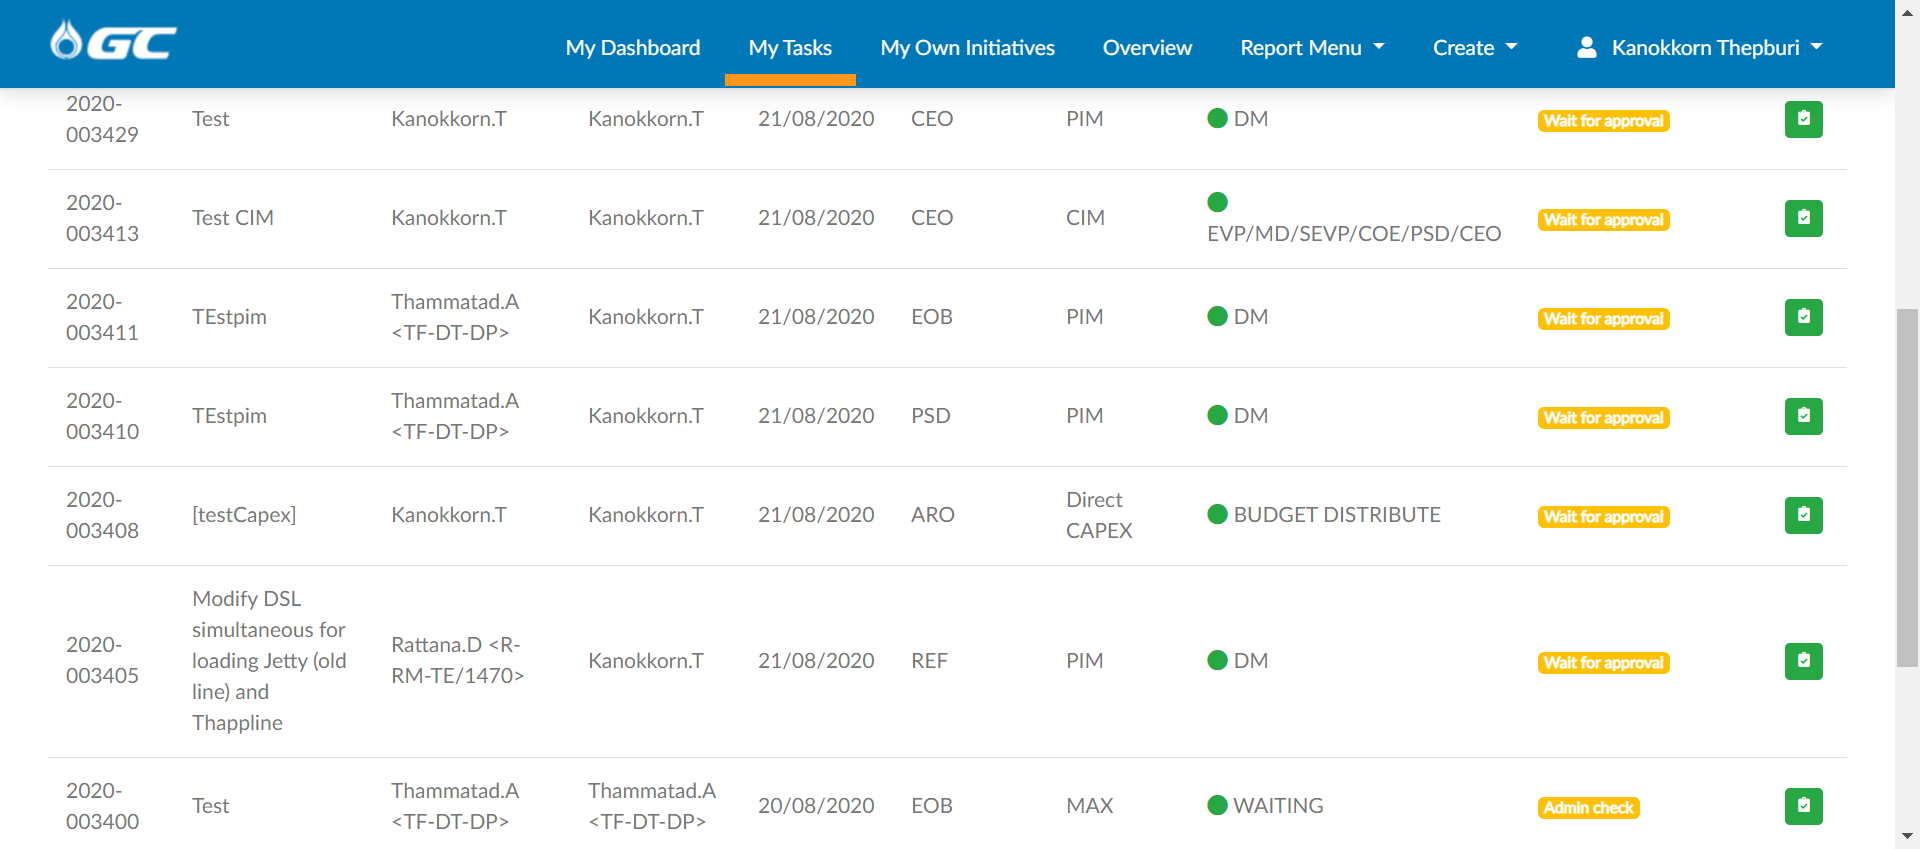 GC
My Dashboard
My Tasks
My Own Initiatives
Overview
Report Menu
Create
Kanokkorn Thepburi
2020-
003429
Test
Kanokkorn.T
Kanokkorn.T
21/08/2020
CEO
PIM
DM
Wait for approval
2020-
003413
Test CIM
Kanokkorn.T
Kanokkorn.T
21/08/2020
CEO
CIM
EVP/MD/SEVP/COE/PSD/CEO
Wait for approval
2020-
003411
TEstpim
Thammatad.A
<TF-DT-DP>
Kanokkorn.T
21/08/2020
EOB
PIM
DM
Wait for approval
2020-
003410
TEstpim
Thammatad.A
<TF-DT-DP>
Kanokkorn.T
21/08/2020
PSD
PIM
DM
Wait for approval
2020-
003408
[testCapex]
Kanokkorn.T
Kanokkorn.T
21/08/2020
ARO
Direct
CAPEX
BUDGET DISTRIBUTE
Wait for approval
2020-
003405
Modify DSL
simultaneous for
loading Jetty (old
line) and
Thappline
Rattana.D <R-
RM-TE/1470>
Kanokkorn.T
21/08/2020
REF
PIM
DM
Wait for approval
2020-
003400
Test
Thammatad.A
<TF-DT-DP>
Thammatad.A
<TF-DT-DP>
20/08/2020
EOB
MAX
WAITING
Admin check